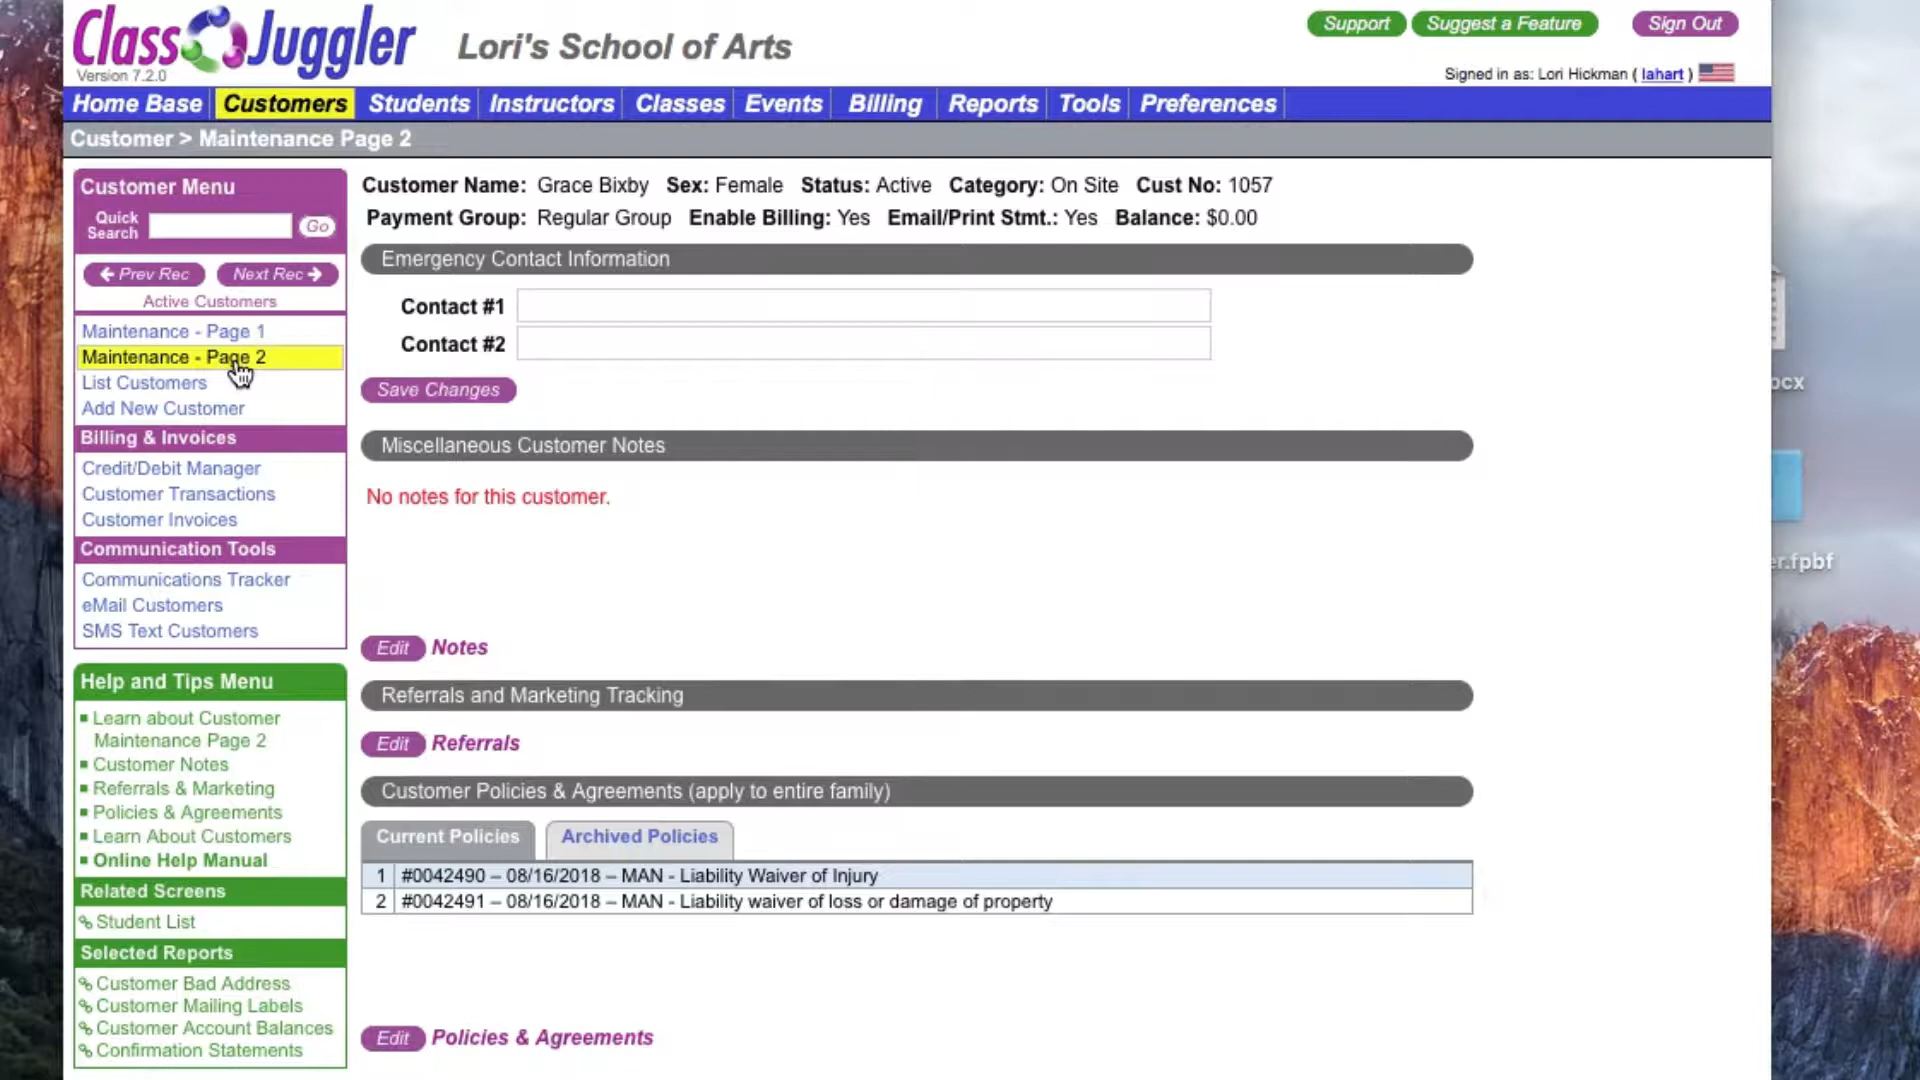 Class Juggler
Version 7.2.0
Lori's School of Arts
Support
Suggest a Feature
Sign Out
Signed in as: Lori Hickman ( lahart )
Home Base
Customers
Students
Instructors
Classes
Events
Billing
Reports
Tools
Preferences
Customer > Maintenance Page 2
Customer Menu
Quick Search
Go
Prev Rec
Next Rec
Active Customers
Maintenance - Page 1
Maintenance - Page 2
List Customers
Add New Customer
Billing & Invoices
Credit/Debit Manager
Customer Transactions
Customer Invoices
Communication Tools
Communications Tracker
eMail Customers
SMS Text Customers
Help and Tips Menu
Learn about Customer
Maintenance Page 2
Customer Notes
Referrals & Marketing
Policies & Agreements
Learn About Customers
Online Help Manual
Related Screens
Student List
Selected Reports
Customer Bad Address
Customer Mailing Labels
Customer Account Balances
Confirmation Statements
Customer Name: Grace Bixby Sex: Female Status: Active Category: On Site Cust No: 1057
Payment Group: Regular Group Enable Billing: Yes Email/Print Stmt.: Yes Balance: $0.00
Emergency Contact Information
Contact #1
Contact #2
Save Changes
Miscellaneous Customer Notes
No notes for this customer.
Edit Notes
Referrals and Marketing Tracking
Edit Referrals
Customer Policies & Agreements (apply to entire family)
Current Policies
Archived Policies
1 #0042490 – 08/16/2018 – MAN - Liability Waiver of Injury
2 #0042491 – 08/16/2018 – MAN - Liability waiver of loss or damage of property
Edit Policies & Agreements
ocx
er.fpbf